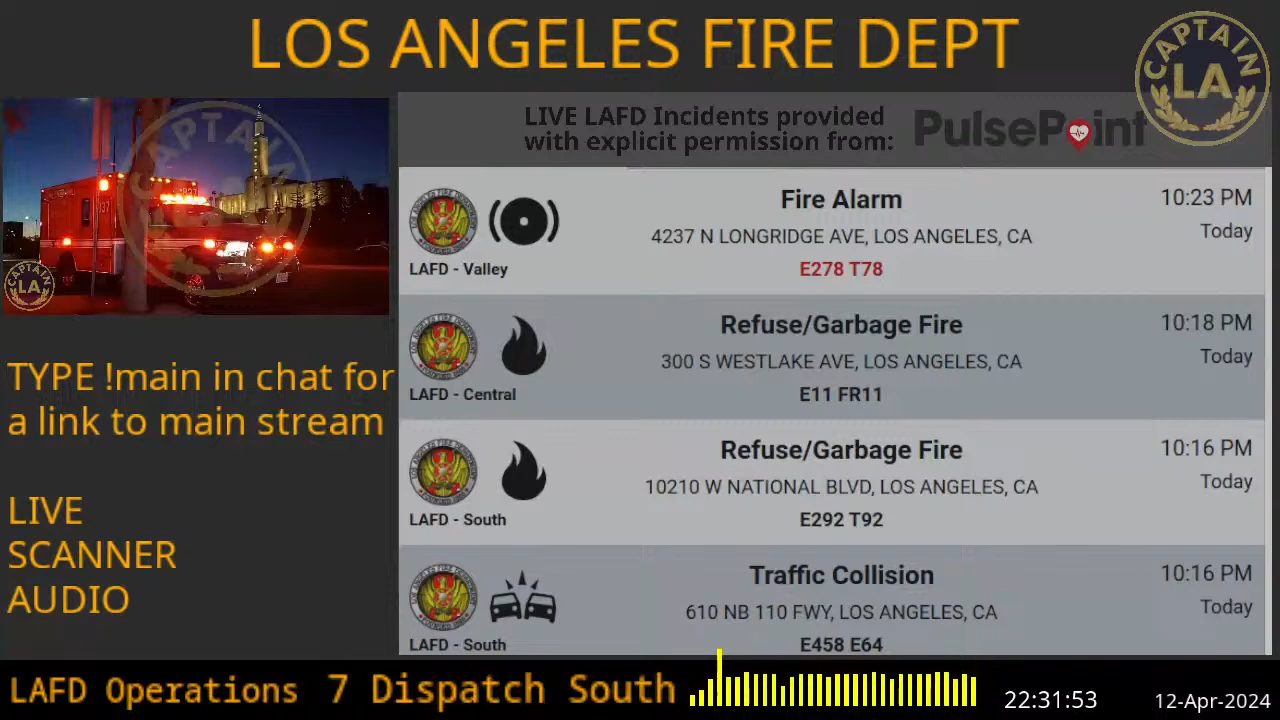 LOS ANGELES FIRE DEPT
CAPTAIN
LA
LIVE LAFD Incidents provided
with explicit permission from:
PulsePoint
CAPTAIN
CAPTAIN
LA
TYPE !main in chat for
a link to main stream
LIVE
SCANNER
AUDIO
Fire Alarm
10:23 PM
4237 N LONGRIDGE AVE, LOS ANGELES, CA
Today
LAFD - Valley
E278 T78
Refuse/Garbage Fire
10:18 PM
300 S WESTLAKE AVE, LOS ANGELES, CA
Today
LAFD - Central
E11 FR11
Refuse/Garbage Fire
10:16 PM
10210 W NATIONAL BLVD, LOS ANGELES, CA
Today
LAFD - South
E292 T92
Traffic Collision
10:16 PM
610 NB 110 FWY, LOS ANGELES, CA
Today
LAFD - South
E458 E64
LAFD Operations 7 Dispatch South
22:31:53
12-Apr-2024